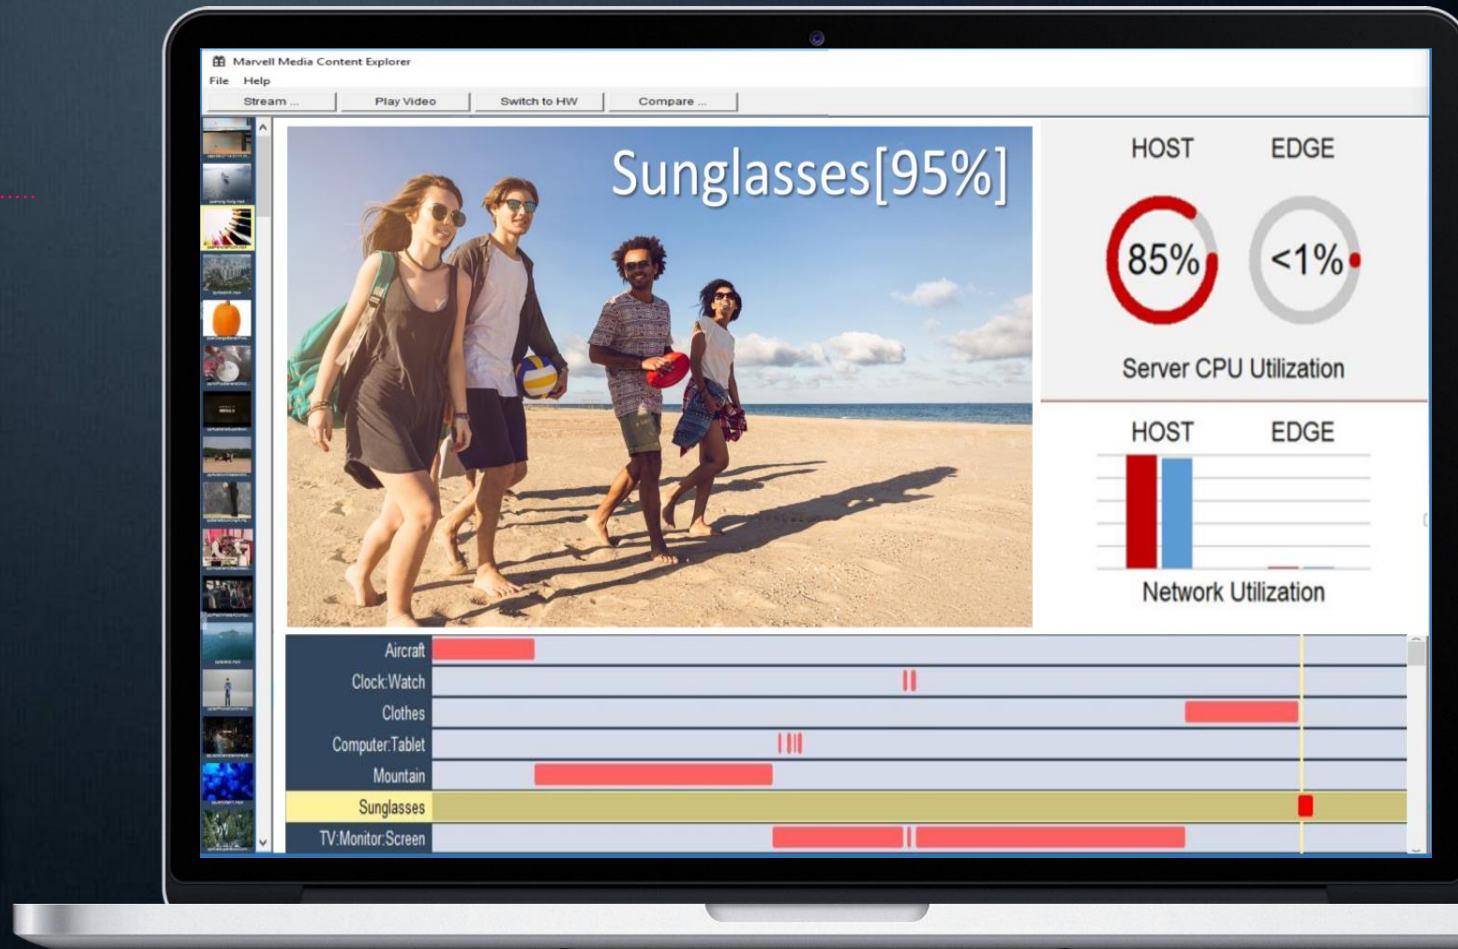 Marvell Media Content Explorer
File Help
Stream ... Play Video Switch to HW Compare ...
Sunglasses[95%]
HOST EDGE
85% <1%
Server CPU Utilization
HOST EDGE
Network Utilization
Aircraft
Clock:Watch
Clothes
Computer:Tablet
Mountain
Sunglasses
TV:Monitor:Screen